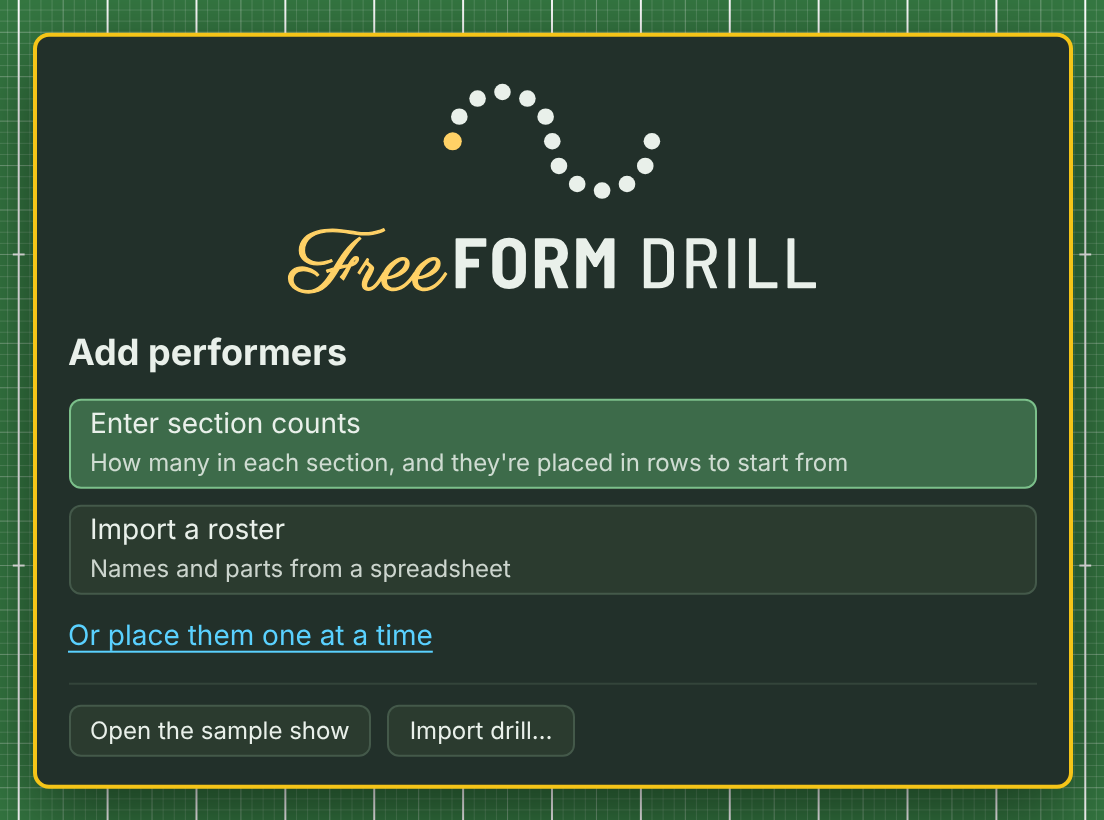 Free FORM DRILL
Add performers
Enter section counts
How many in each section, and they're placed in rows to start from
Import a roster
Names and parts from a spreadsheet
Or place them one at a time
Open the sample show
Import drill...